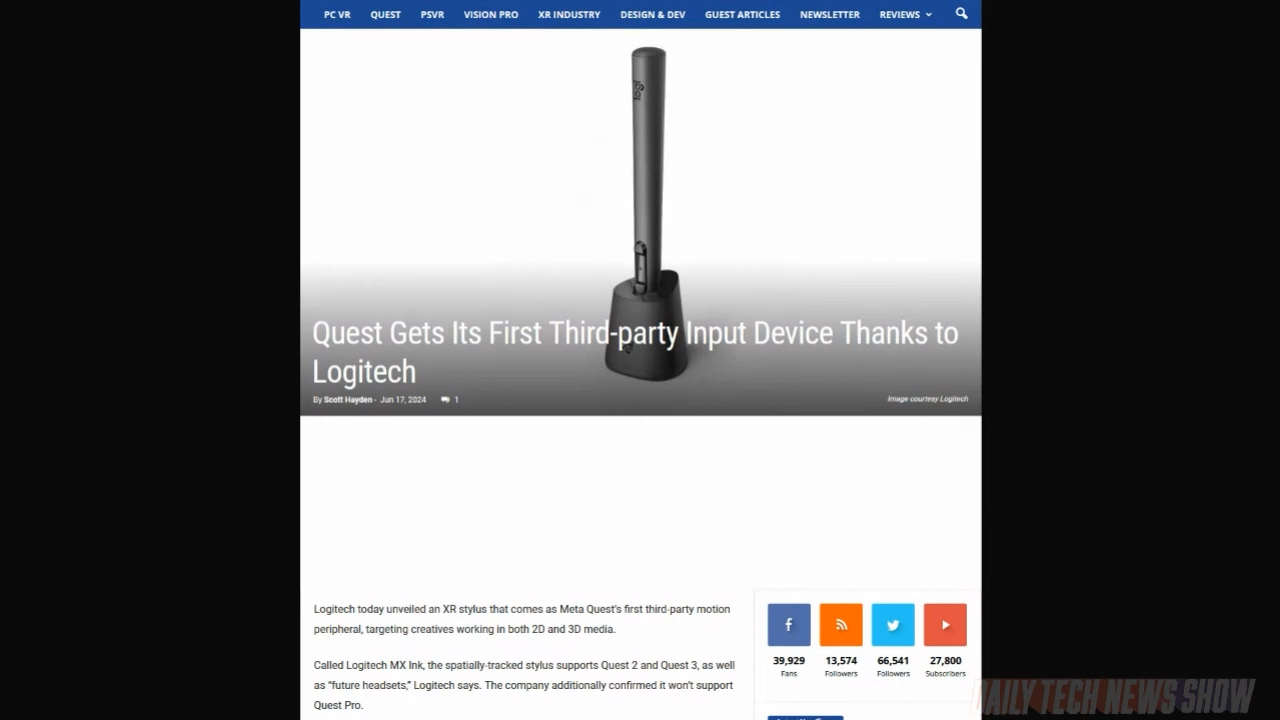 PC VR QUEST PSVR VISION PRO XR INDUSTRY DESIGN & DEV GUEST ARTICLES NEWSLETTER REVIEWS
logi
Quest Gets Its First Third-party Input Device Thanks to
Logitech
By Scott Hayden - Jun 17, 2024 1
Image courtesy Logitech
Logitech today unveiled an XR stylus that comes as Meta Quest's first third-party motion
peripheral, targeting creatives working in both 2D and 3D media.
Called Logitech MX Ink, the spatially-tracked stylus supports Quest 2 and Quest 3, as well
as "future headsets," Logitech says. The company additionally confirmed it won't support
Quest Pro.
39,929 13,574 66,541 27,800
Fans Followers Followers Subscribers
DAILY TECH NEWS SHOW